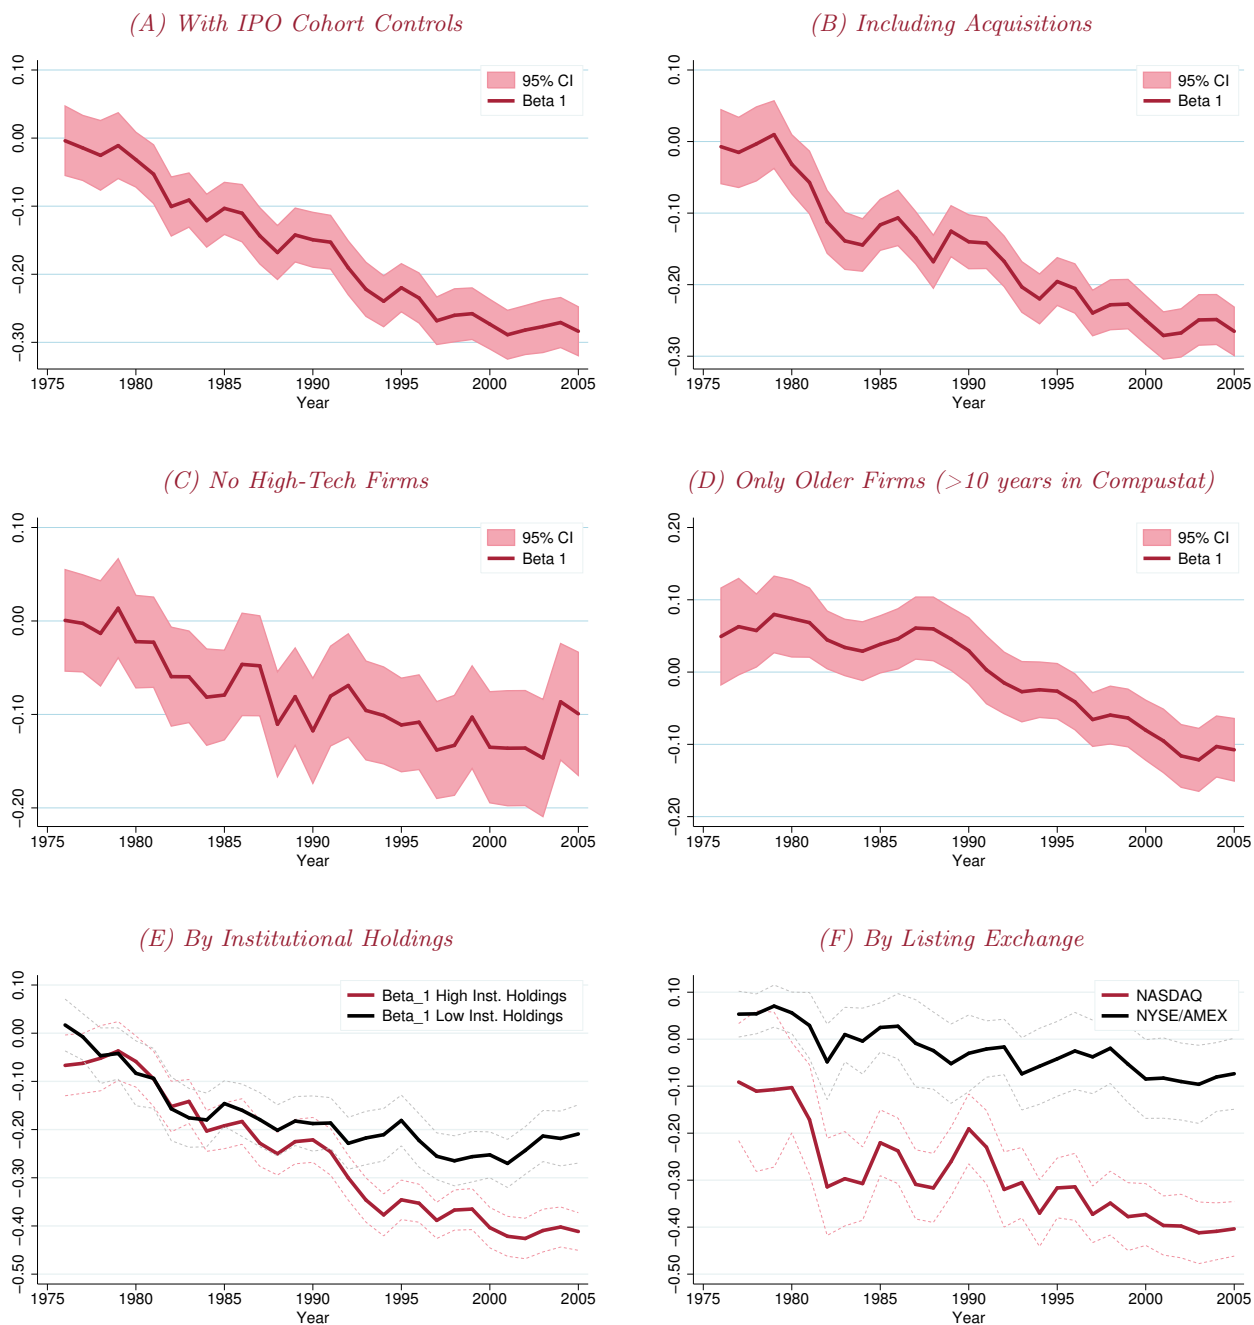 (A) With IPO Cohort Controls
95% CI
Beta 1
0.10
0.00
−0.10
−0.20
−0.30
1975 1980 1985 1990 1995 2000 2005
Year
(B) Including Acquisitions
95% CI
Beta 1
0.10
0.00
−0.10
−0.20
−0.30
1975 1980 1985 1990 1995 2000 2005
Year
(C) No High-Tech Firms
95% CI
Beta 1
0.10
0.00
−0.10
−0.20
1975 1980 1985 1990 1995 2000 2005
Year
(D) Only Older Firms (>10 years in Compustat)
95% CI
Beta 1
0.20
0.10
0.00
−0.10
−0.20
1975 1980 1985 1990 1995 2000 2005
Year
(E) By Institutional Holdings
Beta_1 High Inst. Holdings
Beta_1 Low Inst. Holdings
0.10
0.00
−0.10
−0.20
−0.30
−0.40
−0.50
1975 1980 1985 1990 1995 2000 2005
Year
(F) By Listing Exchange
NASDAQ
NYSE/AMEX
0.10
0.00
−0.10
−0.20
−0.30
−0.40
−0.50
1975 1980 1985 1990 1995 2000 2005
Year